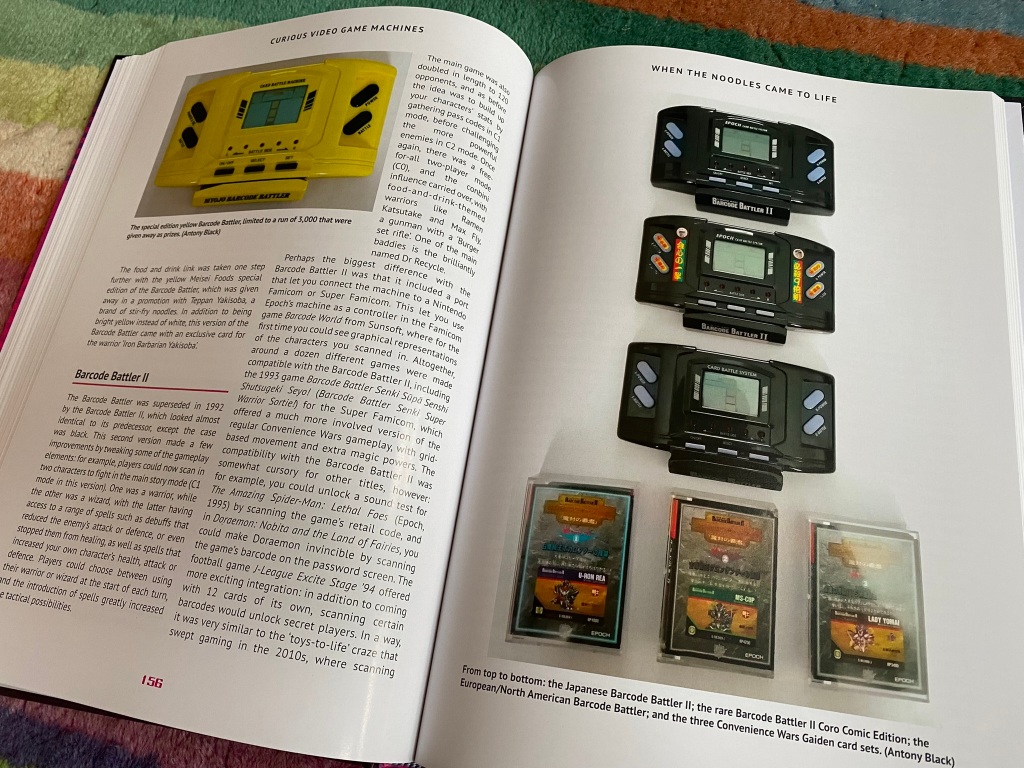 CURIOUS VIDEO GAME MACHINES
CARD BATTLE MACHINE
POWER
BATTLE
SELECT
SET
MYOJO BARCODE BATTLER
The special edition yellow Barcode Battler, limited to a run of 3,000 that were
given away as prizes. (Antony Black)
The food and drink link was taken one step
further with the yellow Meisei Foods special
edition of the Barcode Battler, which was given
away in a promotion with Teppan Yakisoba, a
brand of stir-fry noodles. In addition to being
bright yellow instead of white, this version of the
Barcode Battler came with an exclusive card for
the warrior 'Iron Barbarian Yakisoba'.
Barcode Battler II
The Barcode Battler was superseded in 1992
by the Barcode Battler II, which looked almost
identical to its predecessor, except the case
was black. This second version made a few
improvements by tweaking some of the gameplay
elements: for example, players could now scan in
two characters to fight in the main story mode (C1
mode in this version). One was a warrior, while
the other was a wizard, with the latter having
access to a range of spells such as debuffs that
reduced the enemy's attack or defence, or even
stopped them from healing, as well as spells that
increased your own character's health, attack or
defence. Players could choose between using
their warrior or wizard at the start of each turn,
and the introduction of spells greatly increased
tactical possibilities.
The main game was also
doubled in length to 120
opponents, and as before
the idea was to build up
your characters' stats by
gathering pass codes in C1
mode, before challenging
the more powerful
enemies in C2 mode. Once
again, there was a free-
for-all two-player mode
(C0), and the conbini
influence carried over, with
food-and-drink-themed
warriors like Ramen
Katsutake and Max Fly,
a gunman with a 'Burger
set rifle'. One of the main
baddies is the brilliantly
named Dr Recycle.
Perhaps the biggest difference with the
Barcode Battler II was that it included a port
that let you connect the machine to a Nintendo
Famicom or Super Famicom. This let you use
Epoch's machine as a controller in the Famicom
game Barcode World from Sunsoft, where for the
first time you could see graphical representations
of the characters you scanned in. Altogether,
around a dozen different games were made
compatible with the Barcode Battler II, including
the 1993 game Barcode Battler Senki Sūpā Senshi
Shutsugeki Seyo! (Barcode Battler Senki Super
Warrior Sortie!) for the Super Famicom, which
offered a much more involved version of the
regular Convenience Wars gameplay, with grid-
based movement and extra magic powers. The
compatibility with the Barcode Battler II was
somewhat cursory for other titles, however:
for example, you could unlock a sound test for
The Amazing Spider-Man: Lethal Foes (Epoch,
1995) by scanning the game's retail code, and
in Doraemon: Nobita and the Land of Fairies, you
could make Doraemon invincible by scanning
the game's barcode on the password screen. The
football game J-League Excite Stage '94 offered
more exciting integration: in addition to coming
with 12 cards of its own, scanning certain
barcodes would unlock secret players. In a way,
it was very similar to the 'toys-to-life' craze that
swept gaming in the 2010s, where scanning
156
WHEN THE NOODLES CAME TO LIFE
EPOCH
BARCODE BATTLER II
EPOCH
会心の一撃
BARCODE BATTLER II
CARD BATTLE SYSTEM
U-RON REA
EPOCH
MS-CUP
EPOCH
LADY YOMAI
EPOCH
From top to bottom: the Japanese Barcode Battler II; the rare Barcode Battler II Coro Comic Edition; the
European/North American Barcode Battler; and the three Convenience Wars Gaiden card sets. (Antony Black)